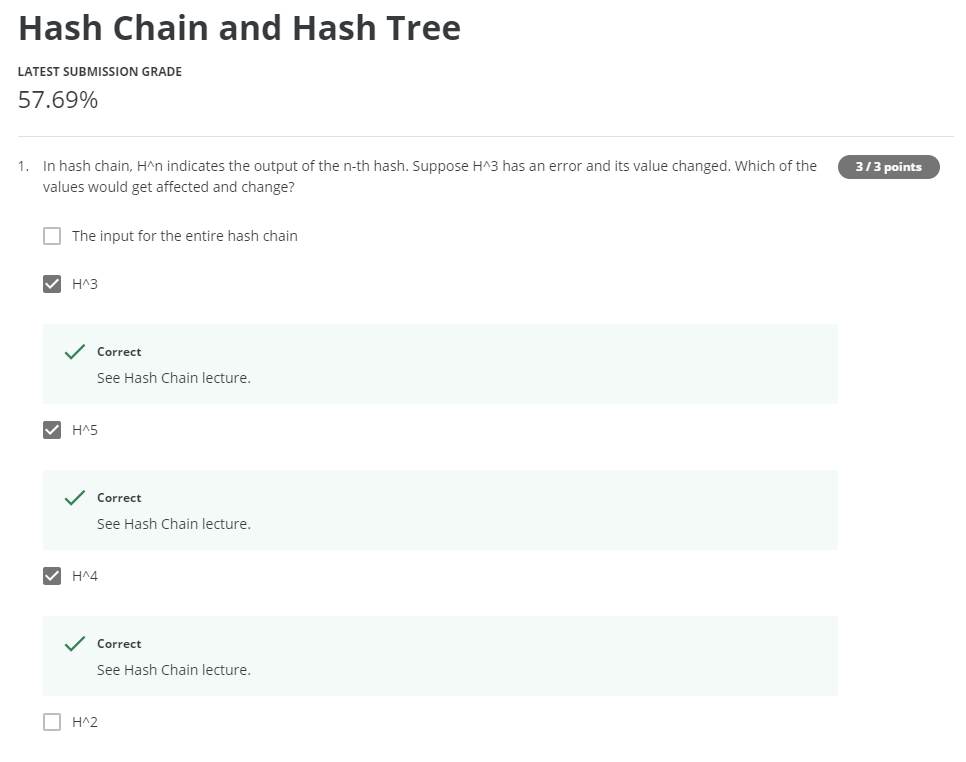 Hash Chain and Hash Tree
LATEST SUBMISSION GRADE
57.69%
1. In hash chain, H^n indicates the output of the n-th hash. Suppose H^3 has an error and its value changed. Which of the
3 / 3 points
values would get affected and change?
The input for the entire hash chain
H^3
Correct
See Hash Chain lecture.
H^5
Correct
See Hash Chain lecture.
H^4
Correct
See Hash Chain lecture.
H^2